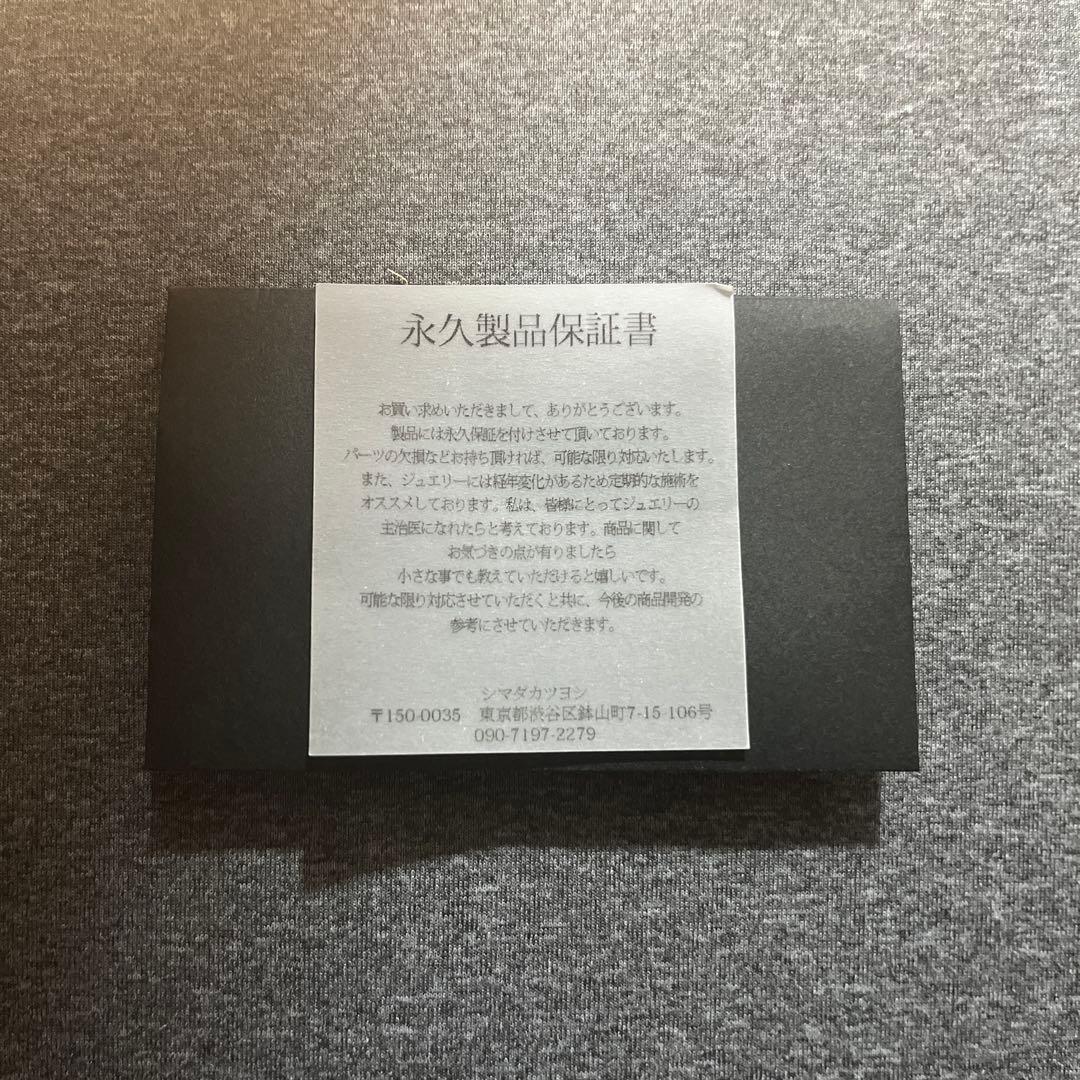 永久製品保証書
お買い求めいただきまして、ありがとうございます。
製品には永久保証を付けさせて頂いております。
パーツの欠損などお持ち頂ければ、可能な限り対応いたします。
また、ジュエリーには経年変化があるため定期的な施術を
オススメしております。私は、皆様にとってジュエリーの
主治医になれたらと考えております。商品に関して
お気づきの点が有りましたら
小さな事でも教えていただけると嬉しいです。
可能な限り対応させていただくと共に、今後の商品開発の
参考にさせていただきます。
シマダカツヨシ
〒150-0035 東京都渋谷区鉢山町7-15-106号
090-7197-2279